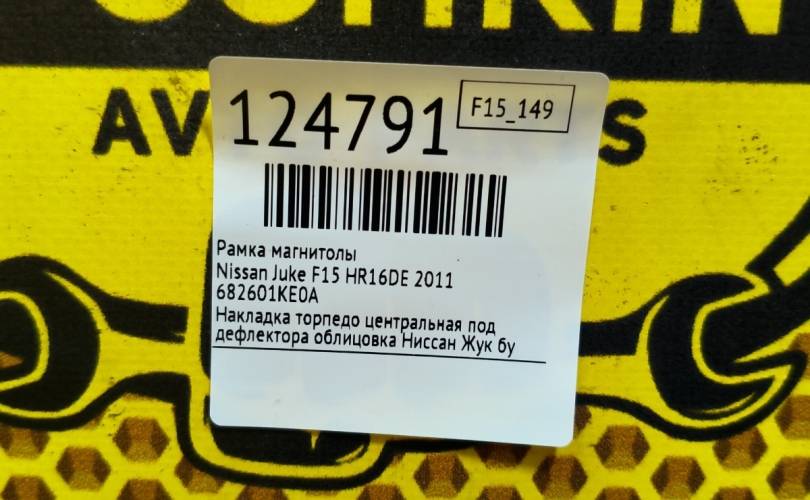 124791
F15_149
Рамка магнитолы
Nissan Juke F15 HR16DE 2011
682601KE0A
Накладка торпедо центральная под
дефлектора облицовка Ниссан Жук бу